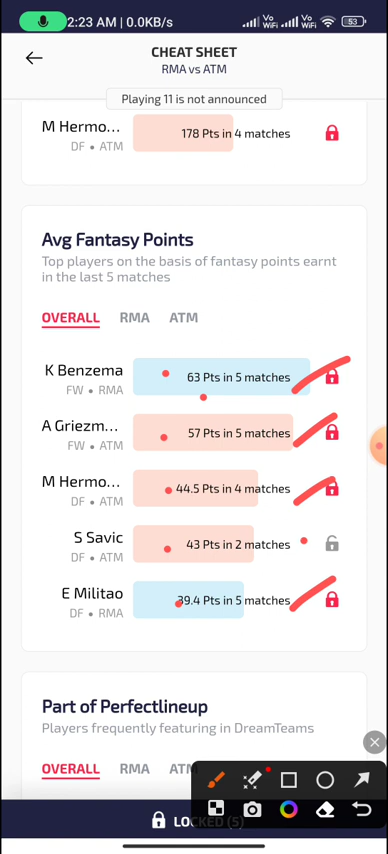 2:23 AM | 0.0KB/s
Vo WiFi Vo WiFi 53
CHEAT SHEET
RMA vs ATM
Playing 11 is not announced
M Hermo...
178 Pts in 4 matches
DF • ATM
Avg Fantasy Points
Top players on the basis of fantasy points earnt
in the last 5 matches
OVERALL RMA ATM
K Benzema
63 Pts in 5 matches
FW • RMA
A Griezm...
57 Pts in 5 matches
FW • ATM
M Hermo...
44.5 Pts in 4 matches
DF • ATM
S Savic
43 Pts in 2 matches
DF • ATM
E Militao
39.4 Pts in 5 matches
DF • RMA
Part of Perfectlineup
Players frequently featuring in DreamTeams
OVERALL RMA ATM
LOCKED (5)